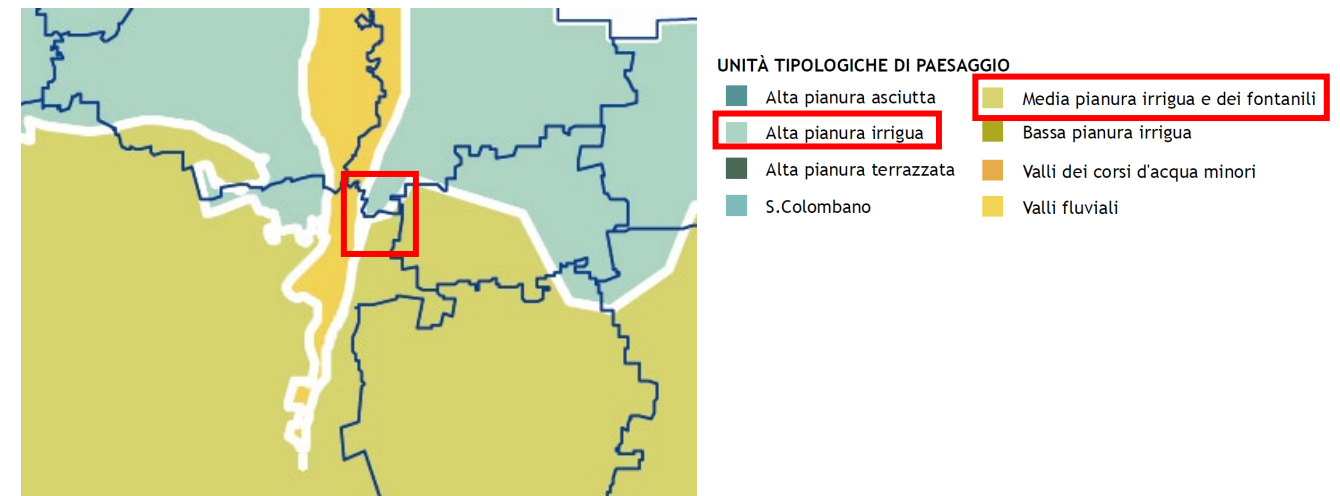 UNITÀ TIPOLOGICHE DI PAESAGGIO
Alta pianura asciutta
Alta pianura irrigua
Alta pianura terrazzata
S.Colombano
Media pianura irrigua e dei fontanili
Bassa pianura irrigua
Valli dei corsi d'acqua minori
Valli fluviali